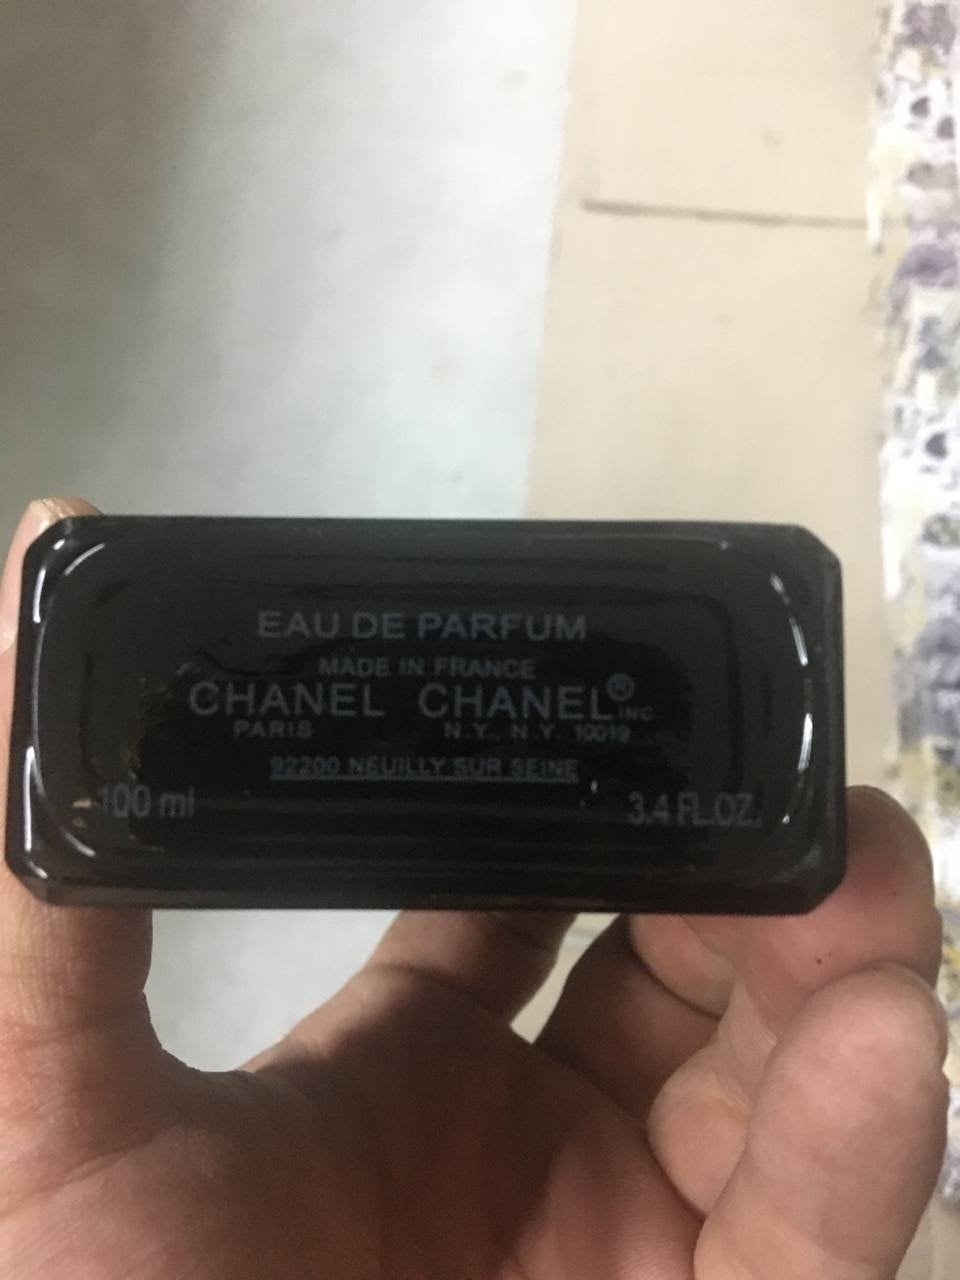 EAU DE PARFUM
MADE IN FRANCE
CHANEL CHANEL® INC
PARIS N.Y., N.Y. 10019
92200 NEUILLY SUR SEINE
100 ml 3.4 FL.OZ.